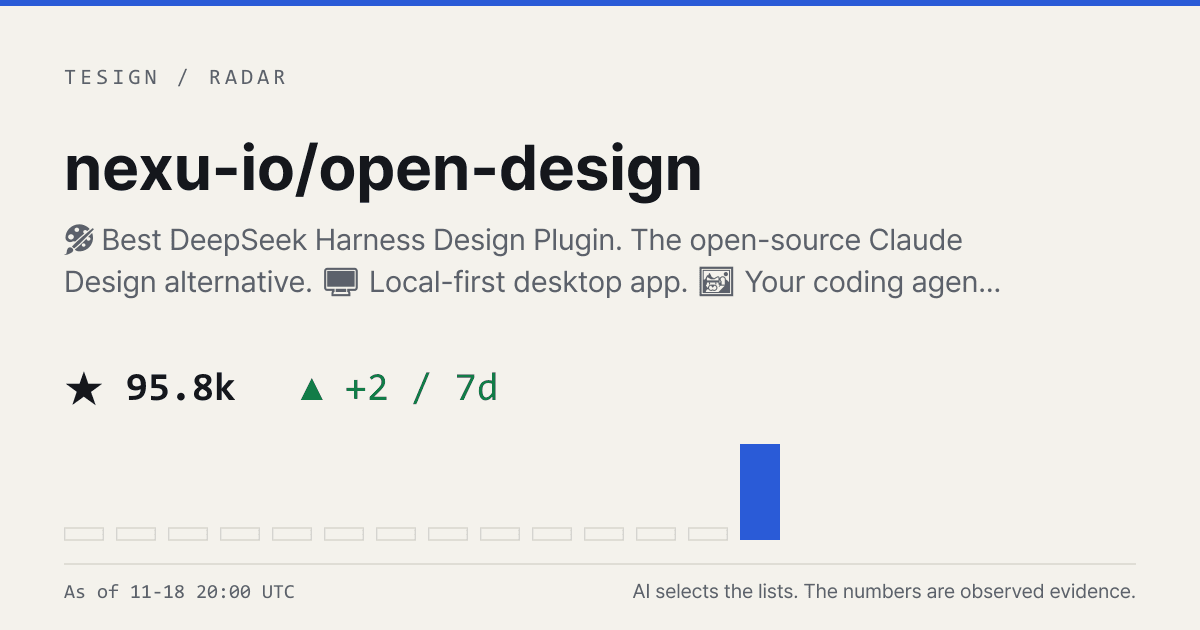 TESIGN / RADAR
nexu-io/open-design
🎨 Best DeepSeek Harness Design Plugin. The open-source Claude
Design alternative. 🖥️ Local-first desktop app. 🖼️ Your coding agen…
★ 95.8k ▲ +2 / 7d
As of 11-18 20:00 UTC
AI selects the lists. The numbers are observed evidence.